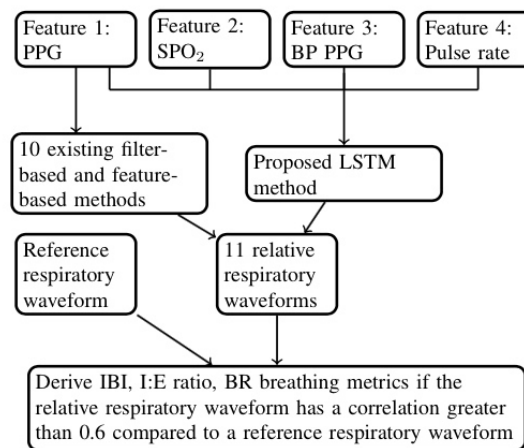 Feature 1:
PPG
Feature 2:
SPO₂
Feature 3:
BP PPG
Feature 4:
Pulse rate
10 existing filter-
based and feature-
based methods
Proposed LSTM
method
Reference
respiratory
waveform
11 relative
respiratory
waveforms
Derive IBI, I:E ratio, BR breathing metrics if the
relative respiratory waveform has a correlation greater
than 0.6 compared to a reference respiratory waveform